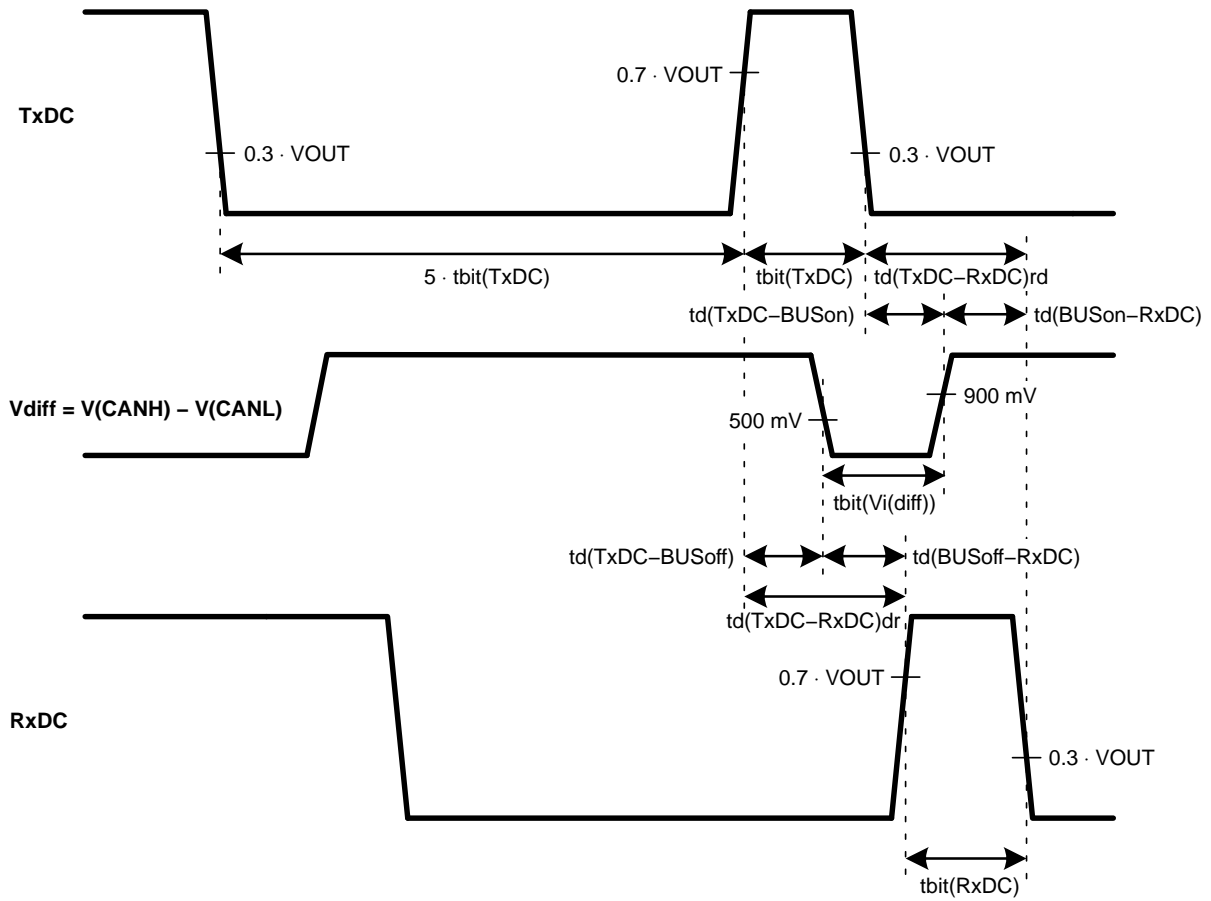 0.7 · VOUT
TxDC
0.3 · VOUT
0.3 · VOUT
5 · tbit(TxDC)
tbit(TxDC)
td(TxDC−RxDC)rd
td(TxDC−BUSon)
td(BUSon−RxDC)
Vdiff = V(CANH) − V(CANL)
900 mV
500 mV
tbit(Vi(diff))
td(TxDC−BUSoff)
td(BUSoff−RxDC)
td(TxDC−RxDC)dr
0.7 · VOUT
RxDC
0.3 · VOUT
tbit(RxDC)